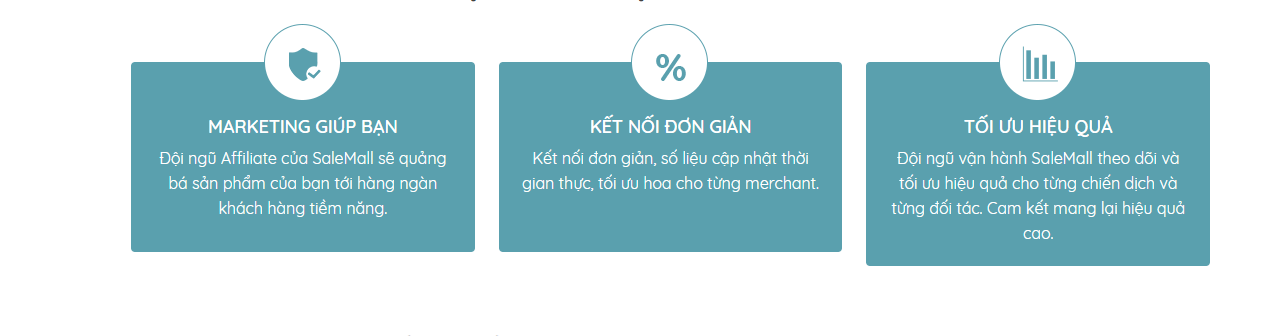 %
MARKETING GIÚP BẠN
Đội ngũ Affiliate của SaleMall sẽ quảng
bá sản phẩm của bạn tới hàng ngàn
khách hàng tiềm năng.
KẾT NỐI ĐƠN GIẢN
Kết nối đơn giản, số liệu cập nhật thời
gian thực, tối ưu hoa cho từng merchant.
TỐI ƯU HIỆU QUẢ
Đội ngũ vận hành SaleMall theo dõi và
tối ưu hiệu quả cho từng chiến dịch và
từng đối tác. Cam kết mang lại hiệu quả
cao.